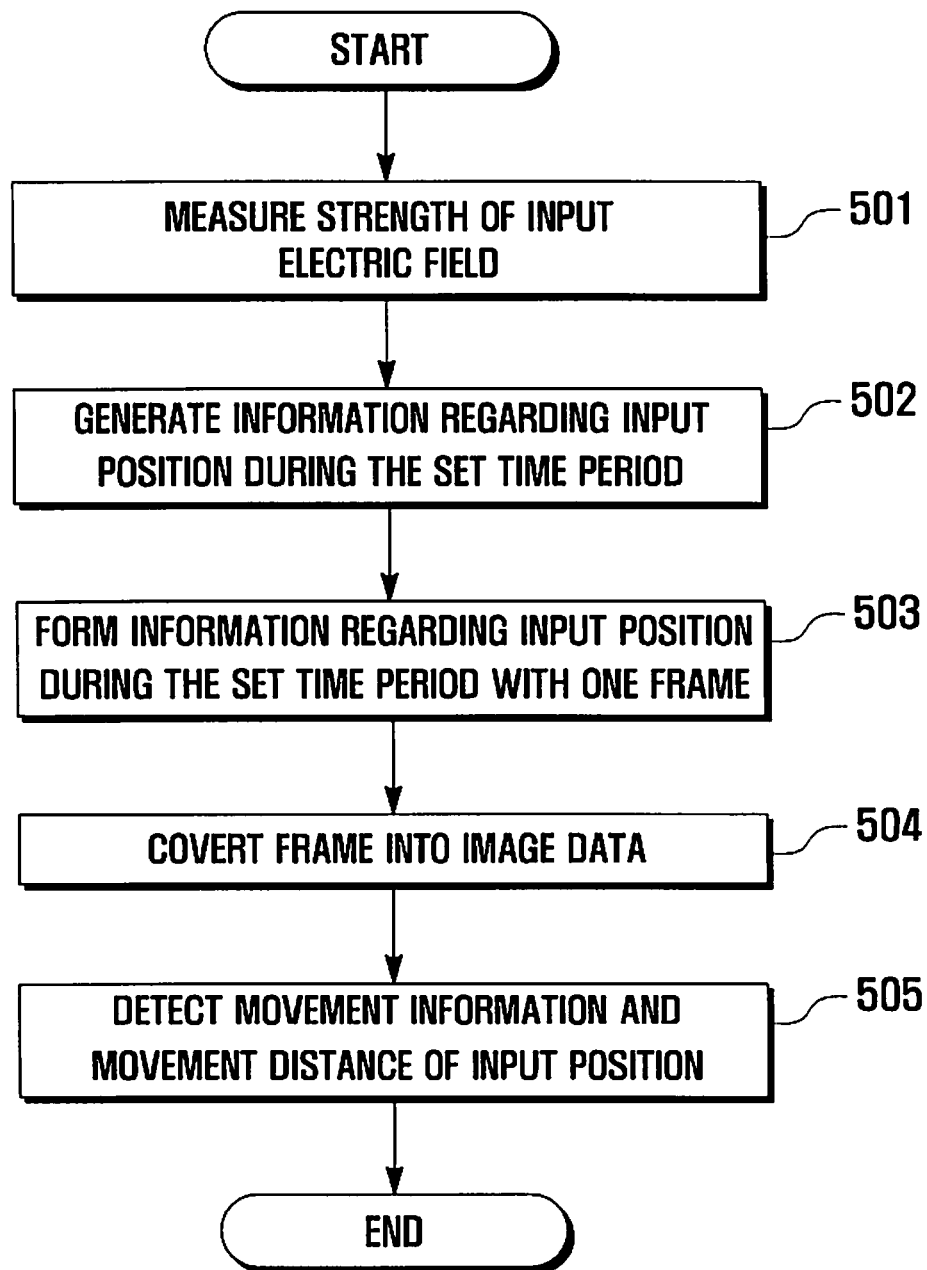 START
MEASURE STRENGTH OF INPUT
ELECTRIC FIELD
501
GENERATE INFORMATION REGARDING INPUT
POSITION DURING THE SET TIME PERIOD
502
FORM INFORMATION REGARDING INPUT POSITION
DURING THE SET TIME PERIOD WITH ONE FRAME
503
COVERT FRAME INTO IMAGE DATA
504
DETECT MOVEMENT INFORMATION AND
MOVEMENT DISTANCE OF INPUT POSITION
505
END